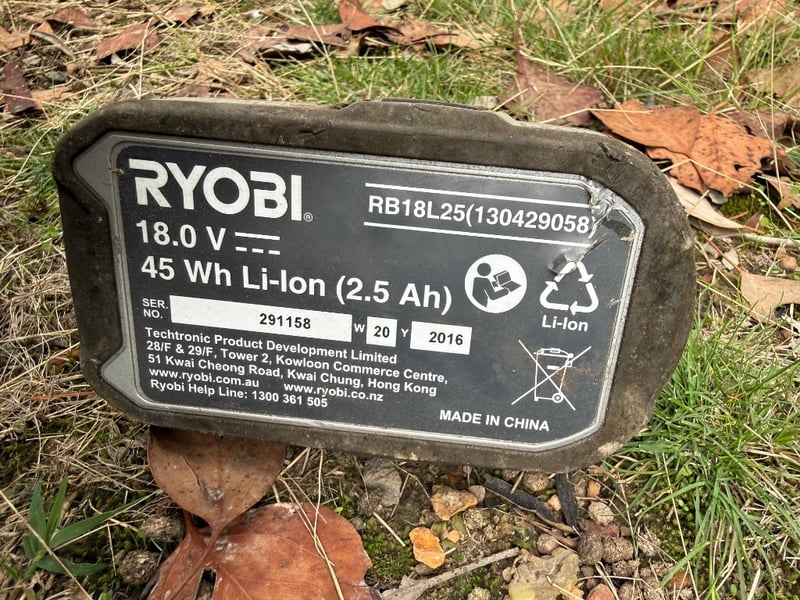 RYOBI®
RB18L25(130429058)
18.0 V
45 Wh Li-Ion (2.5 Ah)
Li-Ion
SER. NO. 291158 W 20 Y 2016
Techtronic Product Development Limited
28/F & 29/F, Tower 2, Kowloon Commerce Centre,
51 Kwai Cheong Road, Kwai Chung, Hong Kong
www.ryobi.com.au www.ryobi.co.nz
Ryobi Help Line: 1300 361 505
MADE IN CHINA